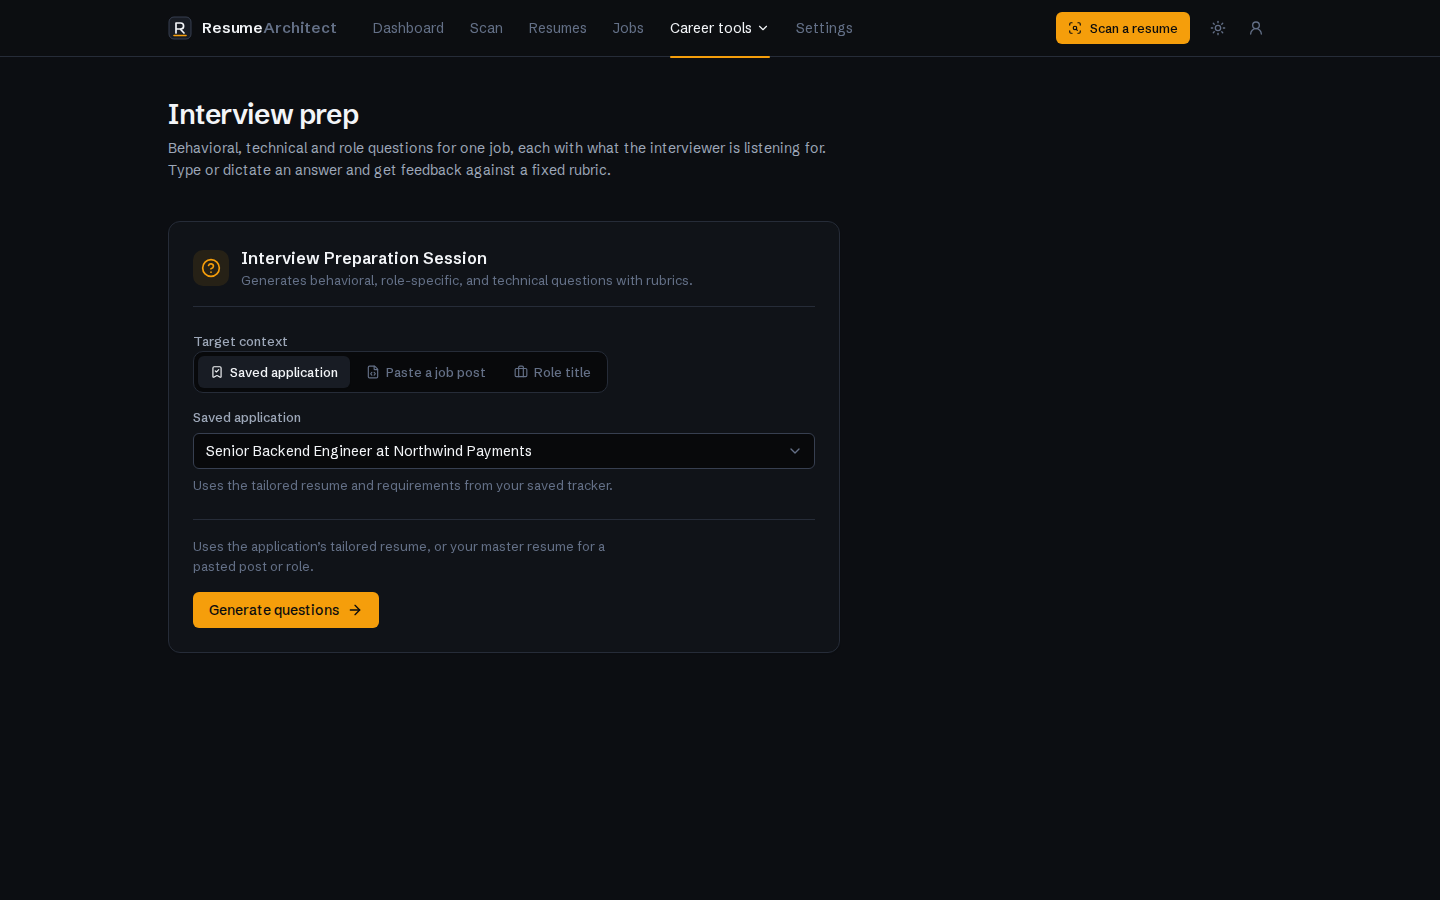 ResumeArchitect
Dashboard
Scan
Resumes
Jobs
Career tools
Settings
Scan a resume
Interview prep
Behavioral, technical and role questions for one job, each with what the interviewer is listening for.
Type or dictate an answer and get feedback against a fixed rubric.
Interview Preparation Session
Generates behavioral, role-specific, and technical questions with rubrics.
Target context
Saved application
Paste a job post
Role title
Saved application
Senior Backend Engineer at Northwind Payments
Uses the tailored resume and requirements from your saved tracker.
Uses the application's tailored resume, or your master resume for a
pasted post or role.
Generate questions